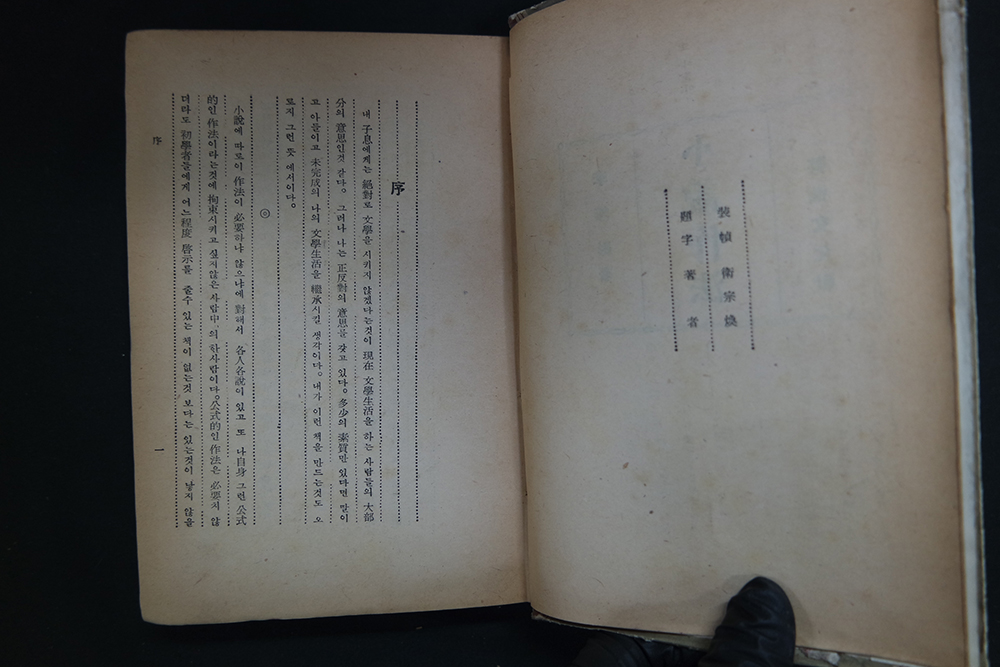 裝幀 衛宗煥
題字 著者
序
내 子息에게는 絕對로 文學을 시키지 않겠다는것이 現在 文學生活을 하는 사람들의 大部
分의 意思인것 같다。 그러나 나는 正反對의 意思를 갖고 있다。 多少의 素質만 있다면 말이
고 아들이고 未完成의 나의 文學生活을 繼承시킬 생각이다。 내가 이런 책을 만드는것도 오
로지 그런 뜻 에서이다。
◎
小說에 따로이 作法이 必要하냐 않으냐에 對해서 各人各說이 있고 또 나自身 그런 公式
的인 作法이라는것에 拘束시키고 싶지않은 사람中의 한사람이다。公式的인 作法은 必要치 않
더라도 初學者들에게 어느程度 啓示를 줄수 있는 책이 없는것 보다는 있는것이 낳지 않을
序
一